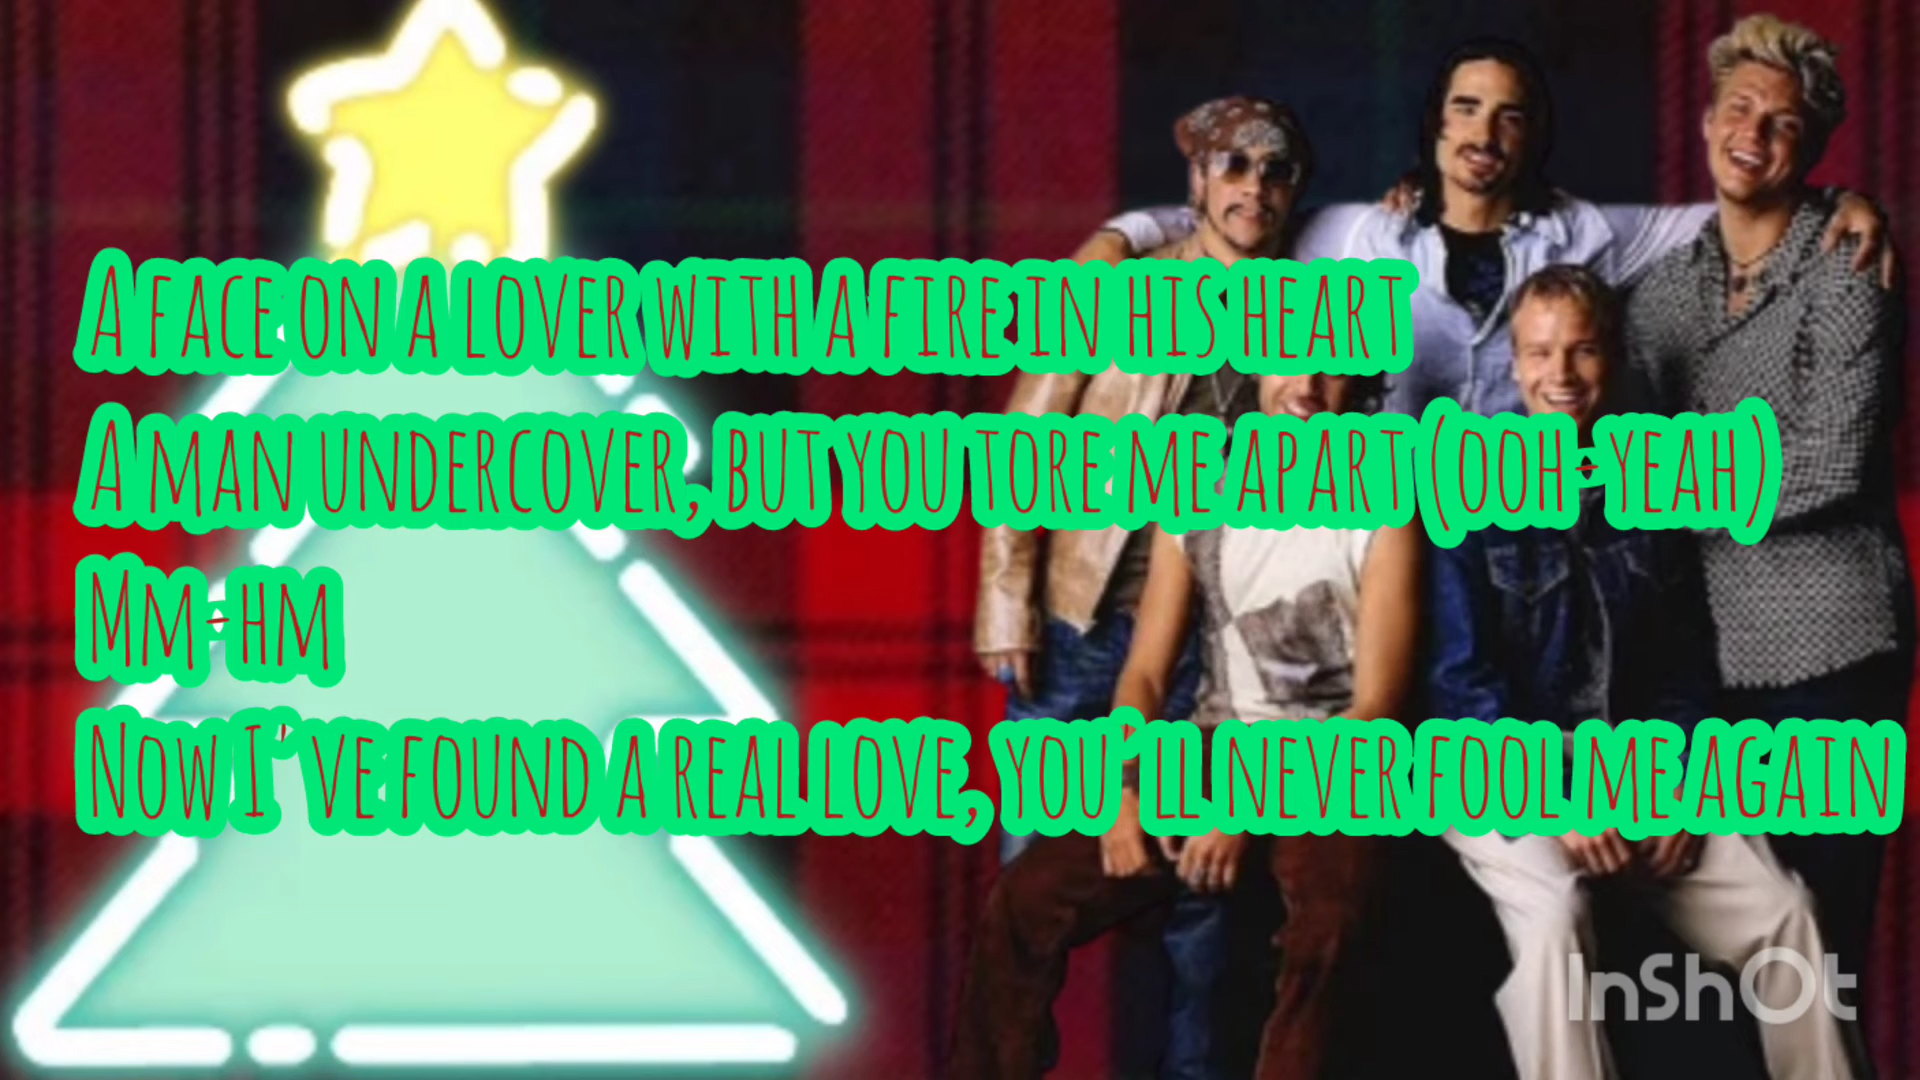 A face on a lover with a fire in his heart
A man undercover, but you tore me apart (ooh-yeah)
Mm-hm
Now I've found a real love, you'll never fool me again
InShOt